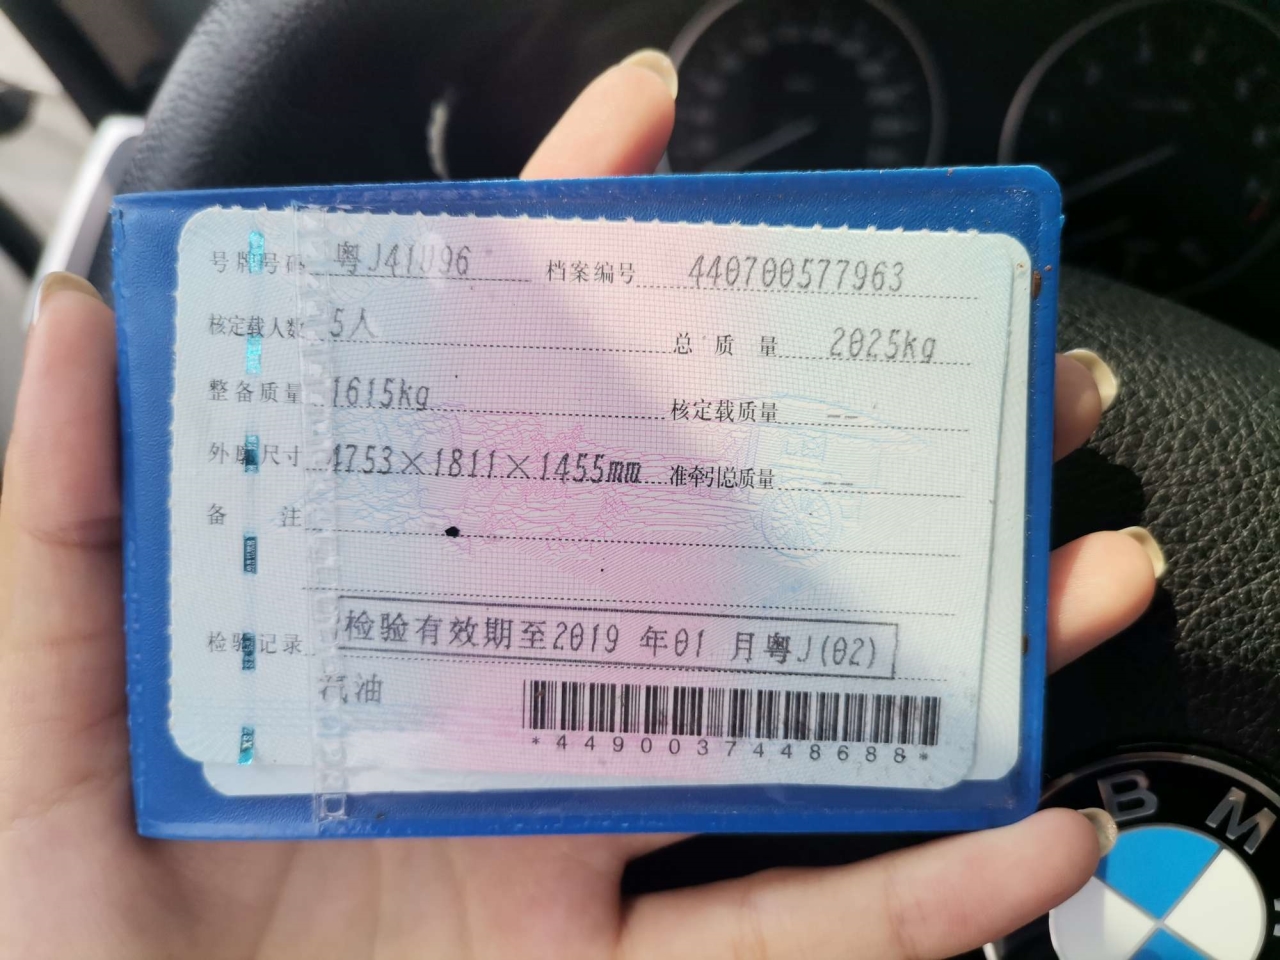 号牌号码 粤J41U96 档案编号 440700577963
核定载人数 5人 总质量 2025kg
整备质量 1615kg 核定载质量 --
外廓尺寸 4753×1811×1455mm 准牵引总质量 --
备注
检验记录 检验有效期至2019 年01 月粤J(02)
汽油
*4490037448688*
B M